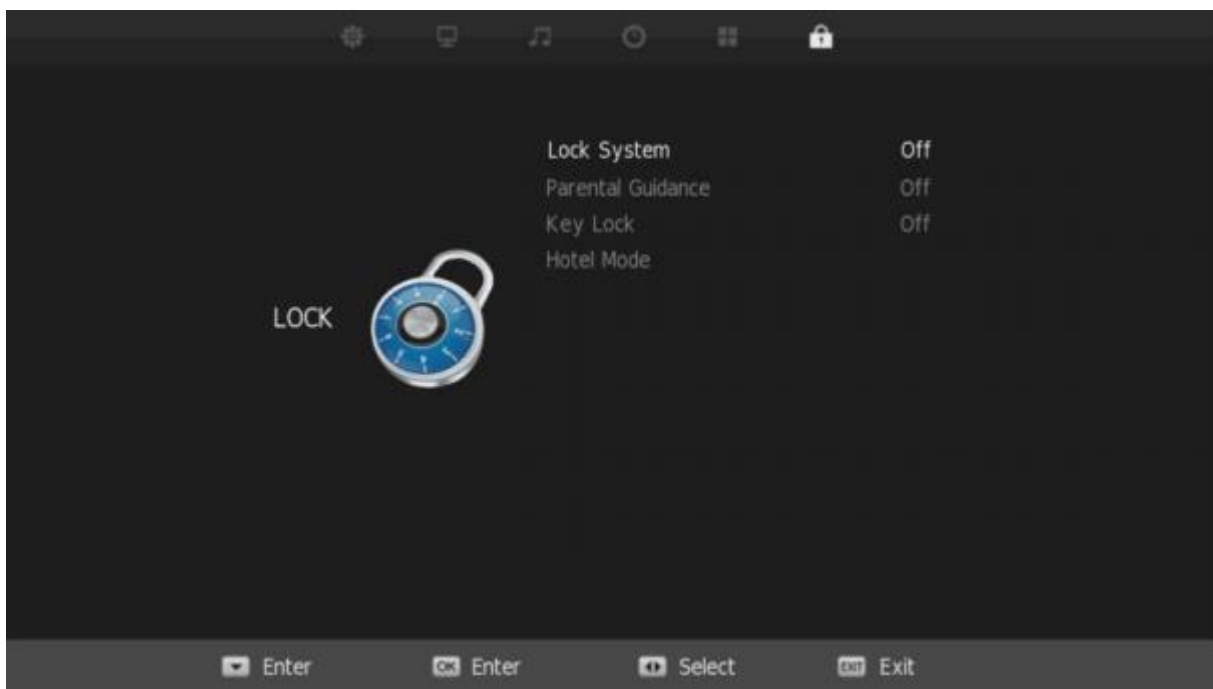 Lock System Off
Parental Guidance Off
Key Lock Off
Hotel Mode
LOCK
Enter OK Enter Select EXIT Exit